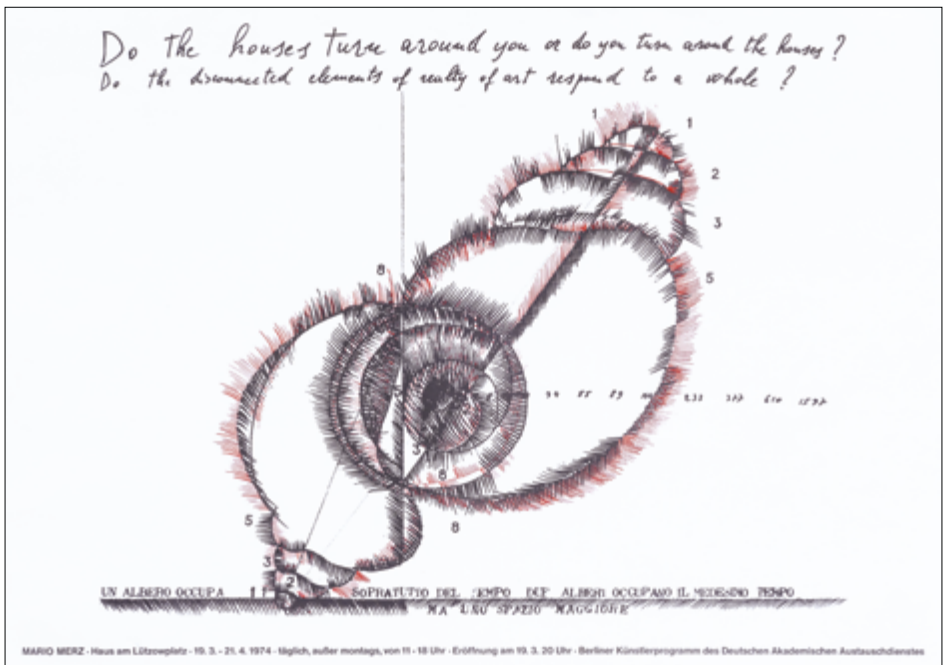 Do the houses turn around you or do you turn around the houses?
Do the disconnected elements of reality of art respond to a whole?
1
1
2
3
8
5
34 55 89 233 377 610 1597
3
8
5
8
3
2
UN ALBERO OCCUPA SOPRATUTTO DEL TEMPO DUE ALBERI OCCUPANO IL MEDESIMO TEMPO
MA UNO SPAZIO MAGGIORE
MARIO MERZ · Haus am Lützowplatz · 19. 3. - 21. 4. 1974 · täglich, außer montags, von 11 - 18 Uhr · Eröffnung am 19. 3. 20 Uhr · Berliner Künstlerprogramm des Deutschen Akademischen Austauschdienstes